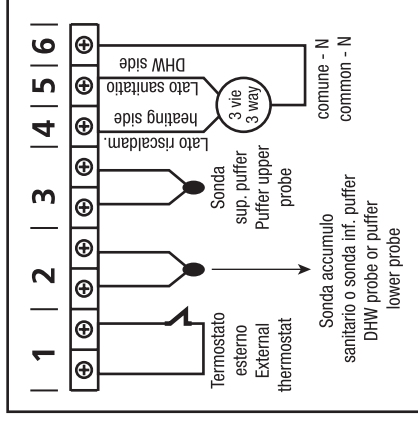 1
2
3
4
5
6
Termostato
esterno
External
thermostat
Sonda accumulo
sanitario o sonda inf. puffer
DHW probe or puffer
lower probe
Sonda
sup. puffer
Puffer upper
probe
Lato riscaldam.
heating side
Lato sanitatio
DHW side
3 vie
3 way
comune - N
common - N